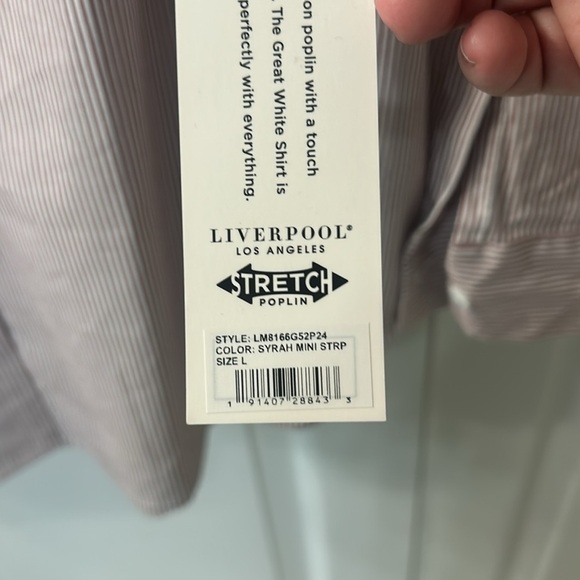 on poplin with a touch
. The Great White Shirt is
perfectly with everything.
LIVERPOOL®
LOS ANGELES
STRETCH
POPLIN
STYLE: LM8166G52P24
COLOR: SYRAH MINI STRP
SIZE L
1 91407 28843 3